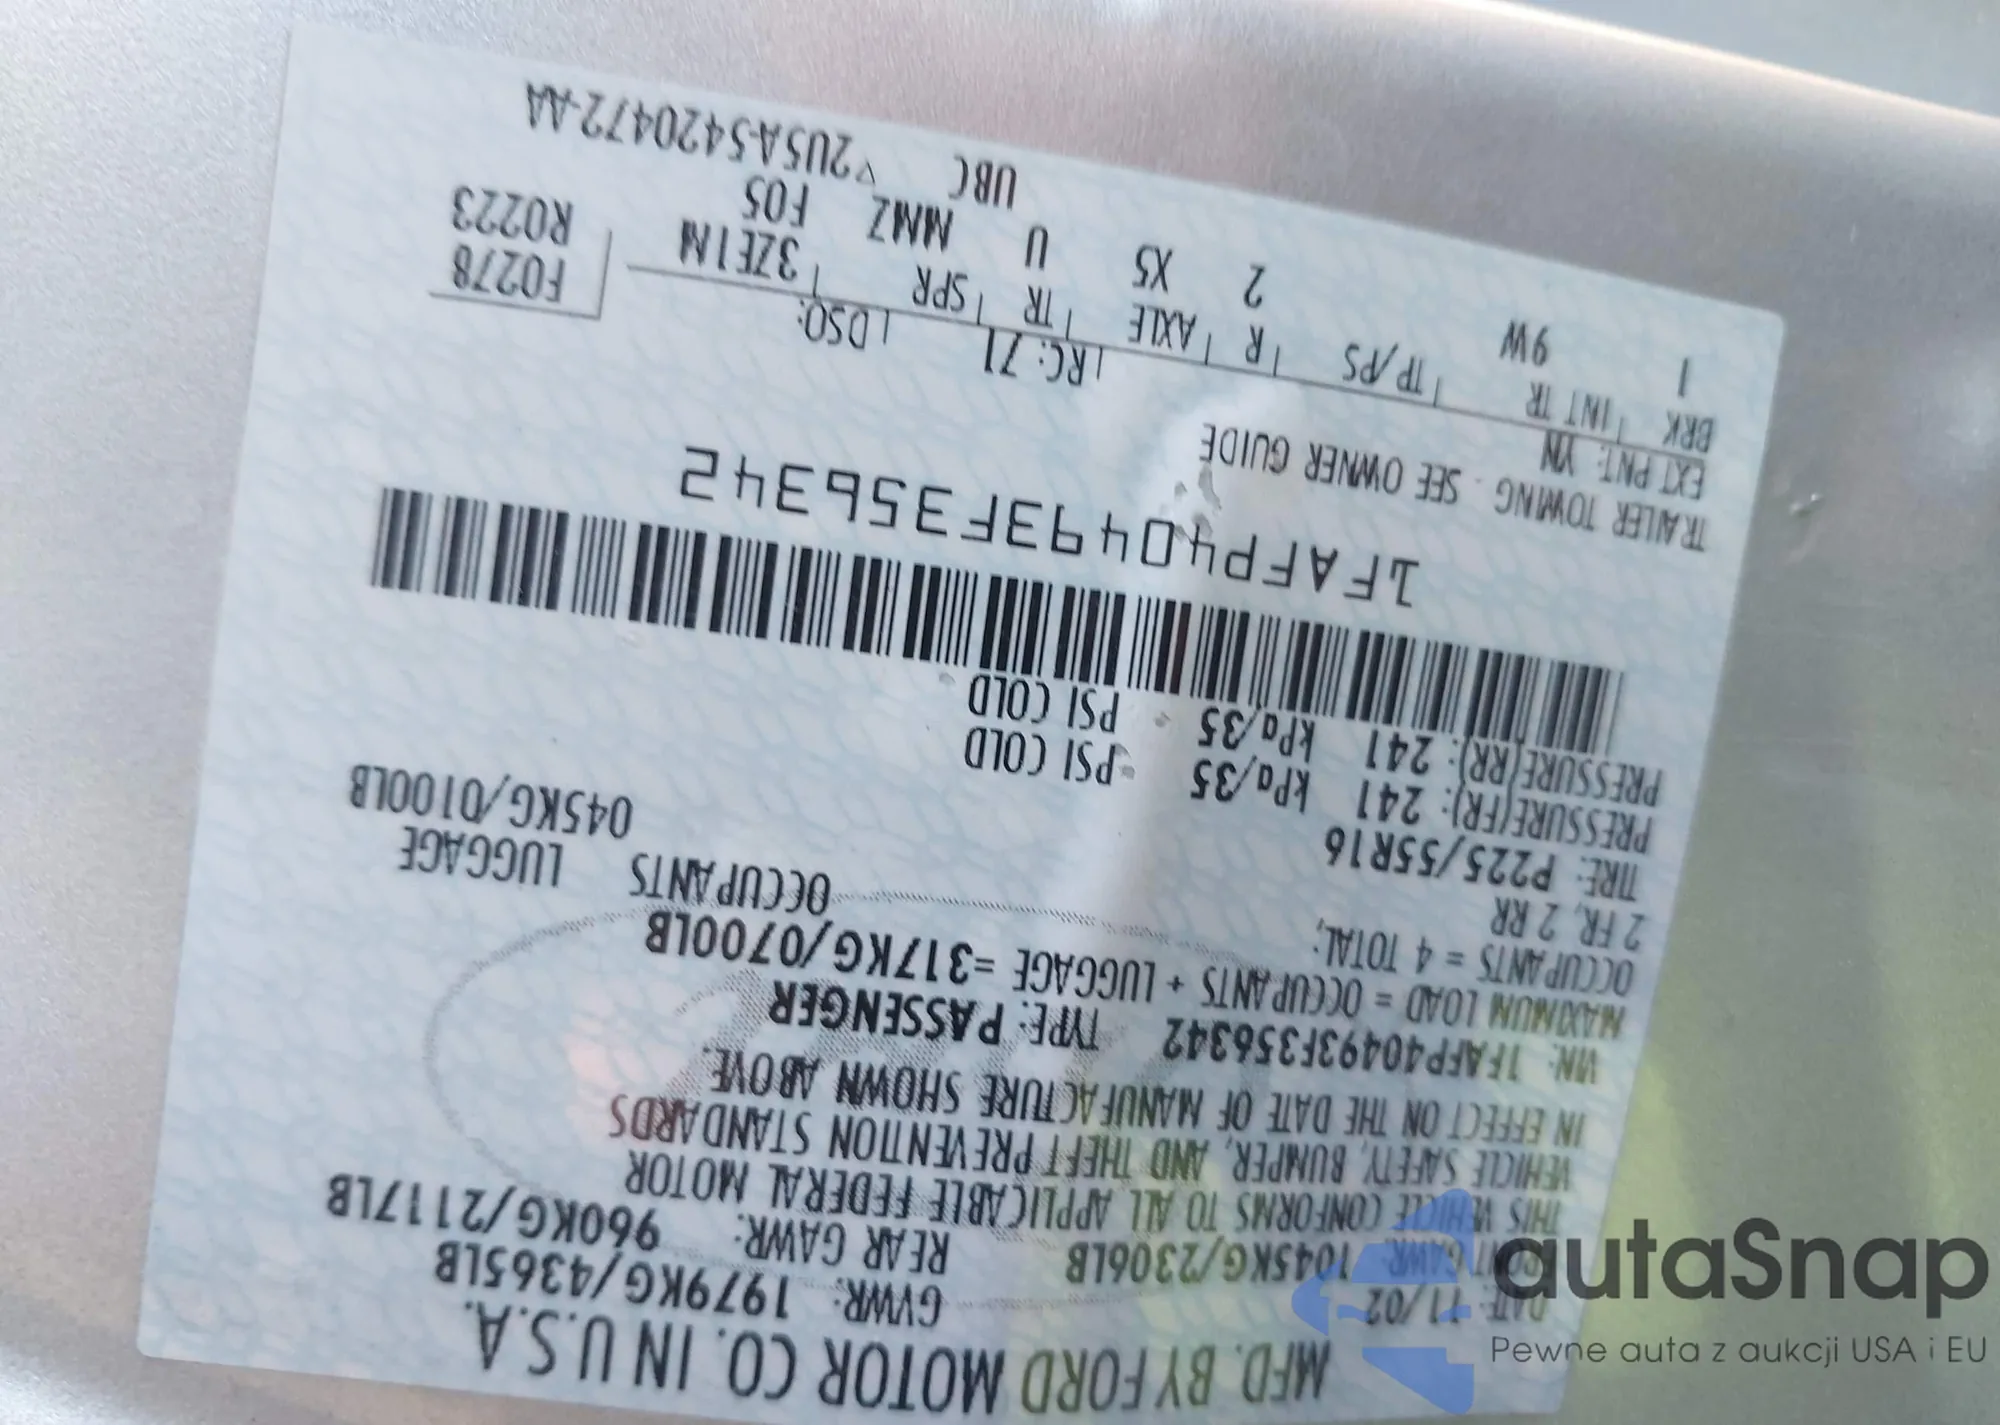 MFD. BY FORD MOTOR CO. IN U.S.A.
DATE: 11/02 GVWR: 1979KG/4365LB
FRONT GAWR: 1045KG/2306LB REAR GAWR: 960KG/2117LB
THIS VEHICLE CONFORMS TO ALL APPLICABLE FEDERAL MOTOR
VEHICLE SAFETY, BUMPER, AND THEFT PREVENTION STANDARDS
IN EFFECT ON THE DATE OF MANUFACTURE SHOWN ABOVE.
VIN: 1FAFP40493F356342 TYPE: PASSENGER
MAXIMUM LOAD = OCCUPANTS + LUGGAGE =317KG/0700LB
OCCUPANTS = 4 TOTAL; OCCUPANTS LUGGAGE
2 FR, 2 RR 045KG/0100LB
TIRE: P225/55R16
PRESSURE(FR): 241 kPa/35 PSI COLD
PRESSURE(RR): 241 kPa/35 PSI COLD
1FAFP40493F356342
TRAILER TOWING - SEE OWNER GUIDE
EXT PNT: YN RC: 71 DSO: F0278
BRK INT TR TP/PS R AXLE TR SPR 3ZE1M R0223
1 9W 2 X5 U MMZ F05
UBC 2U5A-5420472-AA
autaSnap
Pewne auta z aukcji USA i EU